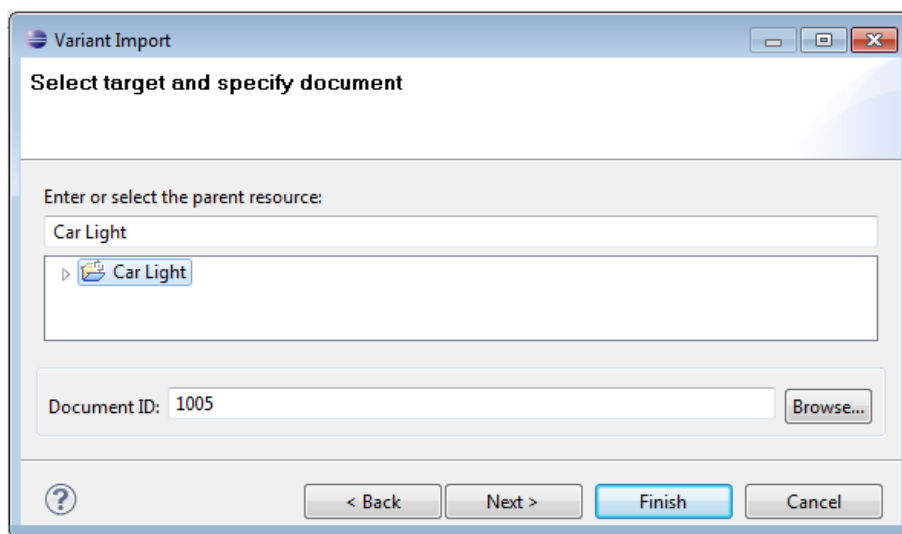 Variant Import
Select target and specify document
Enter or select the parent resource:
Car Light
Car Light
Document ID: 1005 Browse...
? < Back Next > Finish Cancel